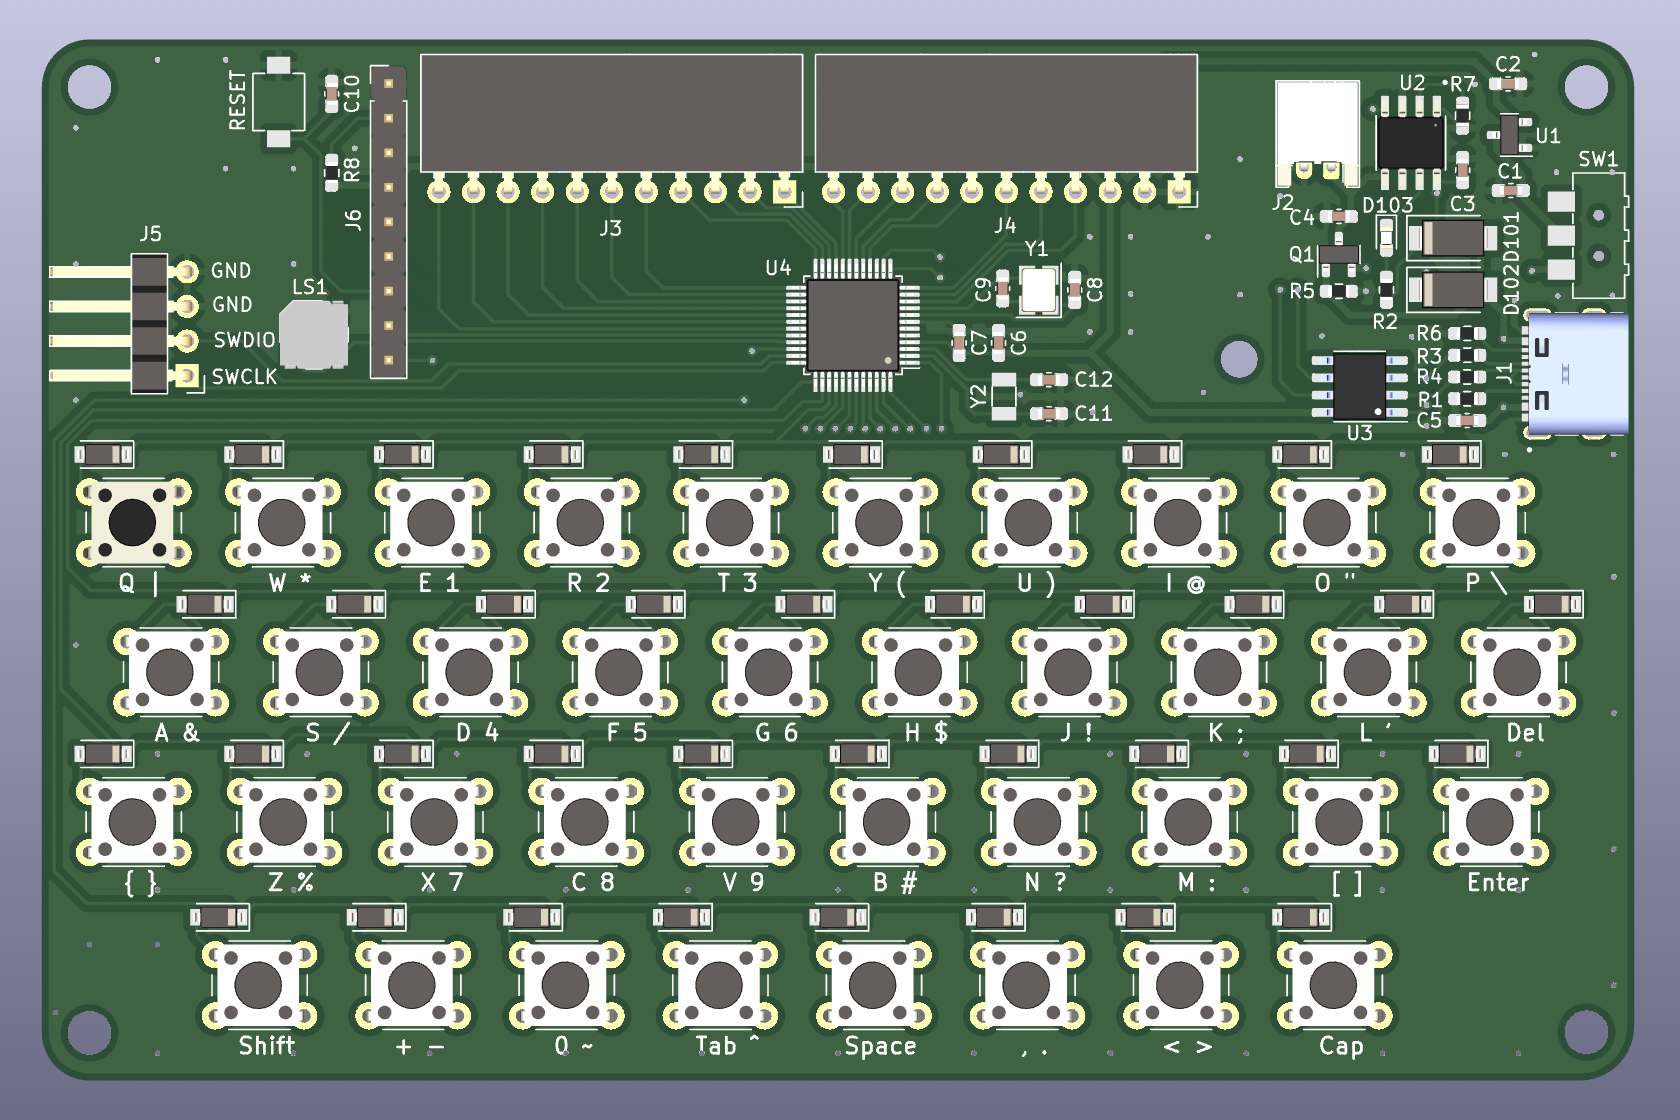 RESET
C10
R8
J6
J3
J4
J2
U2
R7
C2
U1
C1
SW1
J5
GND
GND
SWDIO
SWCLK
LS1
U4
Y1
C9
C8
C7
C6
Y2
C12
C11
C4
D103
C3
Q1
R5
R2
D101
D102
R6
R3
R4
R1
C5
J1
U3
Q |
W *
E 1
R 2
T 3
Y (
U )
I @
O "
P \
A &
S /
D 4
F 5
G 6
H $
J !
K ;
L ´
Del
{ }
Z %
X 7
C 8
V 9
B #
N ?
M :
[ ]
Enter
Shift
+ −
0 ~
Tab ^
Space
, .
< >
Cap